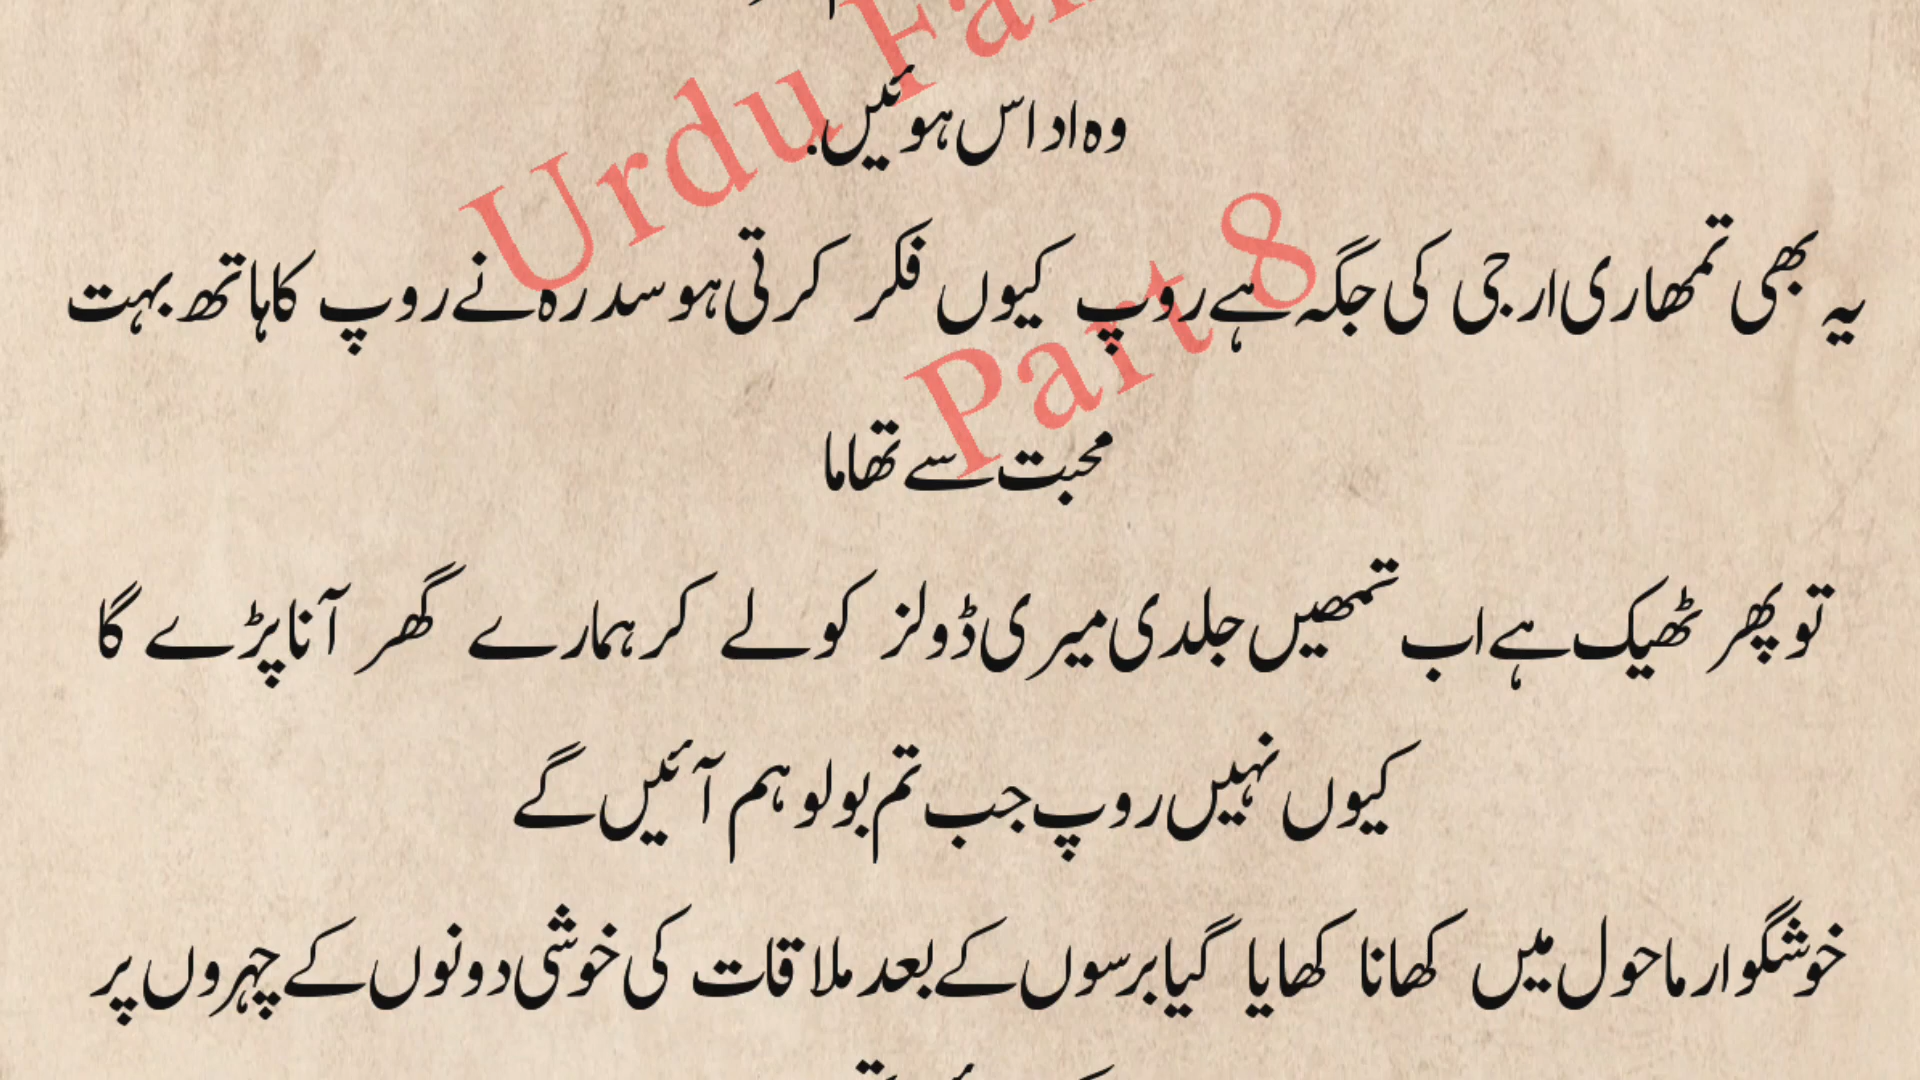 وہ اداس ہوئیں.
یہ بھی تمھاری ارجی کی جگہ ہے روپ کیوں فکر کرتی ہو سدرہ نے روپ کا ہاتھ بہت
محبت سے تھاما
تو پھر ٹھیک ہے اب تمھیں جلدی میری ڈولز کو لے کر ہمارے گھر آنا پڑے گا
کیوں نہیں روپ جب تم بولو ہم آئیں گے
خوشگوار ماحول میں کھانا کھایا گیا برسوں کے بعد ملاقات کی خوشی دونوں کے چہروں پر
Urdu
Part 8